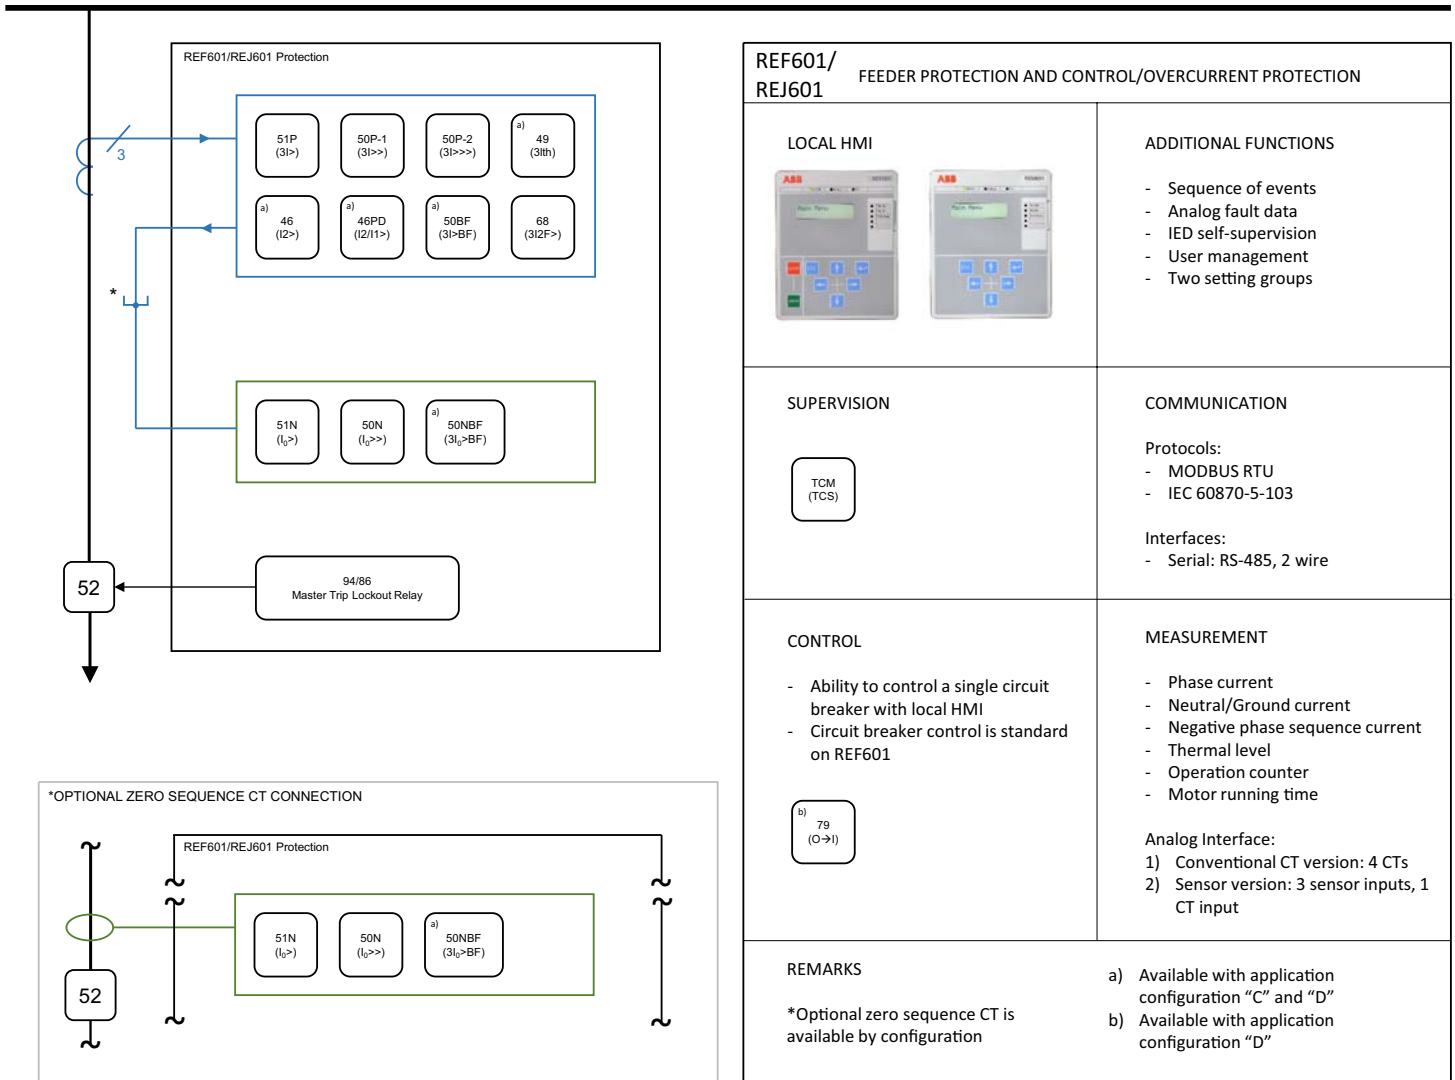 REF601/REJ601 Protection
3
51P
(3I>)
50P-1
(3I>>)
50P-2
(3I>>>)
a)
49
(3Ith)
a)
46
(I2>)
a)
46PD
(I2/I1>)
a)
50BF
(3I>BF)
68
(3I2F>)
*
51N
(I₀>)
50N
(I₀>>)
a)
50NBF
(3I₀>BF)
52
94/86
Master Trip Lockout Relay
*OPTIONAL ZERO SEQUENCE CT CONNECTION
REF601/REJ601 Protection
51N
(I₀>)
50N
(I₀>>)
a)
50NBF
(3I₀>BF)
52
REF601/
REJ601
FEEDER PROTECTION AND CONTROL/OVERCURRENT PROTECTION
LOCAL HMI
ABB
Main Menu
ABB
Main Menu
ADDITIONAL FUNCTIONS
- Sequence of events
- Analog fault data
- IED self-supervision
- User management
- Two setting groups
SUPERVISION
TCM
(TCS)
COMMUNICATION
Protocols:
- MODBUS RTU
- IEC 60870-5-103
Interfaces:
- Serial: RS-485, 2 wire
CONTROL
- Ability to control a single circuit
breaker with local HMI
- Circuit breaker control is standard
on REF601
b)
79
(O→I)
MEASUREMENT
- Phase current
- Neutral/Ground current
- Negative phase sequence current
- Thermal level
- Operation counter
- Motor running time
Analog Interface:
1) Conventional CT version: 4 CTs
2) Sensor version: 3 sensor inputs, 1
CT input
REMARKS
*Optional zero sequence CT is
available by configuration
a) Available with application
configuration “C” and “D”
b) Available with application
configuration “D”